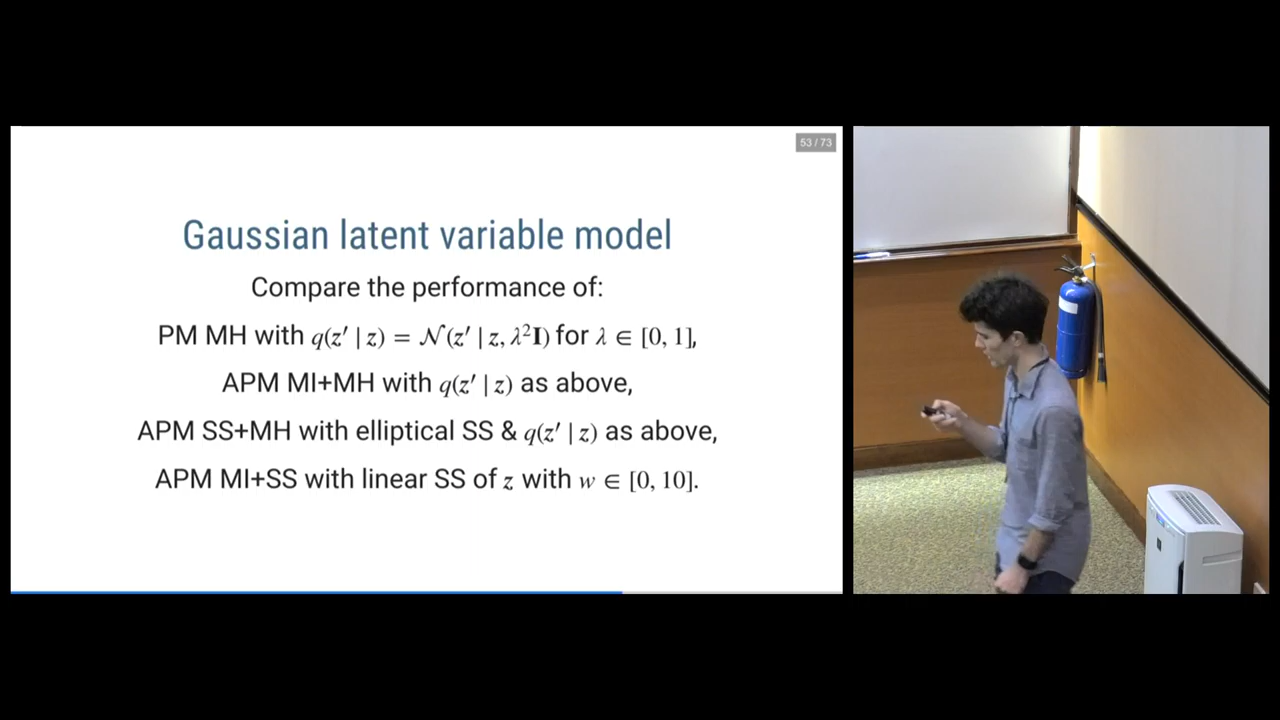 53 / 73
Gaussian latent variable model
Compare the performance of:
PM MH with q(z′ | z) = 𝒩(z′ | z, λ²I) for λ ∈ [0, 1],
APM MI+MH with q(z′ | z) as above,
APM SS+MH with elliptical SS & q(z′ | z) as above,
APM MI+SS with linear SS of z with w ∈ [0, 10].